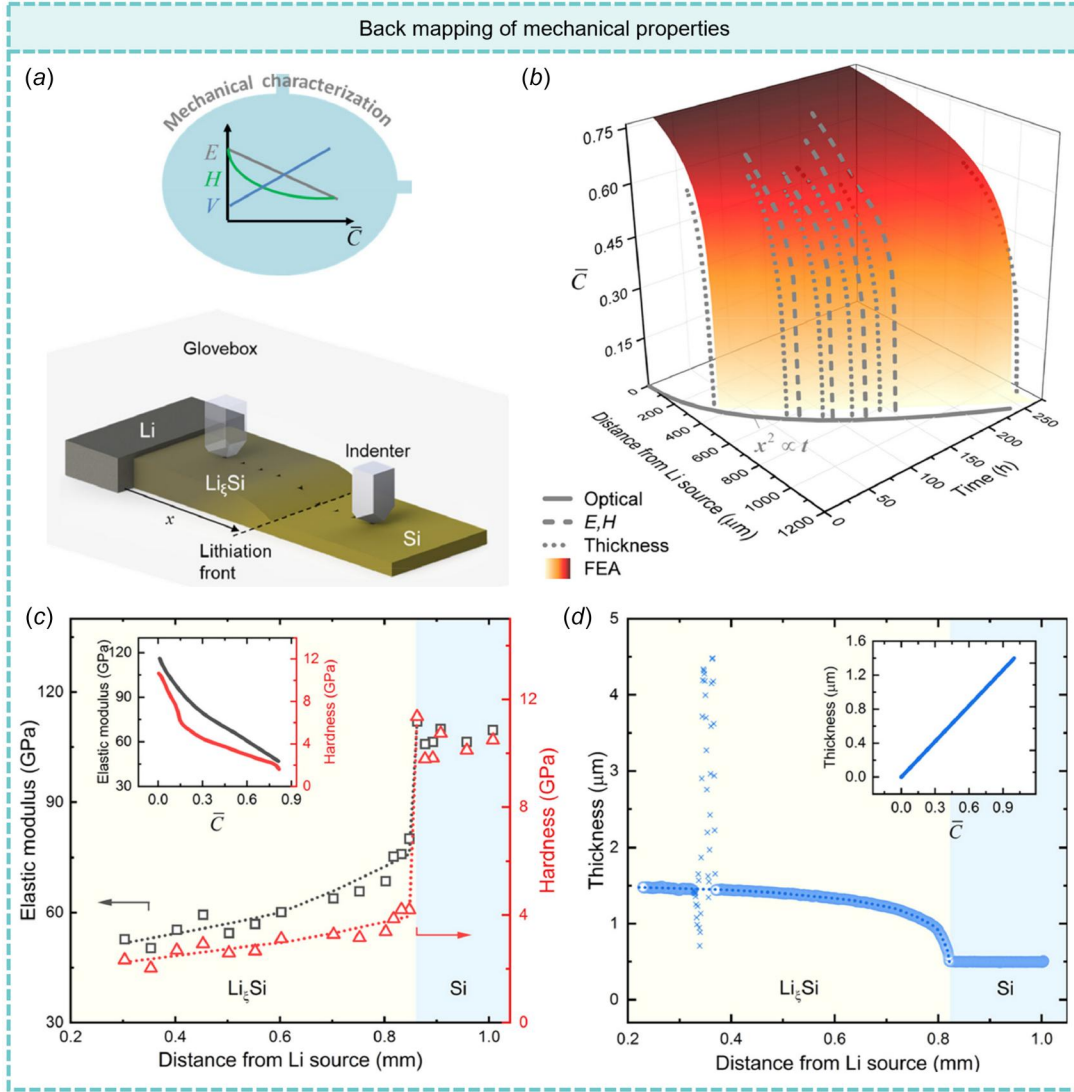 Back mapping of mechanical properties
(a)
Mechanical characterization
E
H
V
C̅
Glovebox
Li
Indenter
LiξSi
x
Si
Lithiation
front
(b)
0.75
0.60
0.45
0.30
0.15
C̅
0
200
400
600
800
1000
1200
Distance from Li source (μm)
0
50
100
150
200
250
Time (h)
x² ∝ t
Optical
E,H
Thickness
FEA
(c)
Elastic modulus (GPa)
120
90
60
30
0.0 0.3 0.6 0.9
C̅
12
10
8
6
4
2
0
Hardness (GPa)
Elastic modulus (GPa)
120
90
60
30
12
8
4
0
Hardness (GPa)
LiξSi
Si
0.2 0.4 0.6 0.8 1.0
Distance from Li source (mm)
(d)
Thickness (μm)
5
4
3
2
1
0
Thickness (μm)
1.6
1.2
0.8
0.4
0.0
0.0 0.3 0.6 0.9
C̅
LiξSi
Si
0.2 0.4 0.6 0.8 1.0
Distance from Li source (mm)